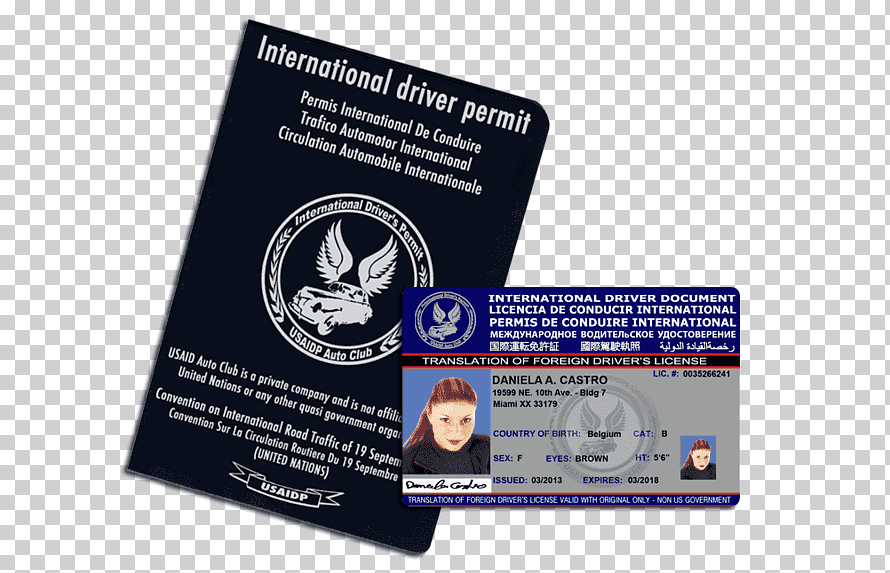 International driver permit
Permis International De Conduire
Trafico Automotor International
Circulation Automobile Internationale
International Driver's Permit
USAIDP Auto Club
USAID Auto Club is a private company and is not affili
United Nations or any other quasi government organ
Convention on International Road Traffic of 19 Septem
Convention Sur La Circulation Routiere Du 19 Septembre
(UNITED NATIONS)
USAIDP
INTERNATIONAL DRIVER DOCUMENT
LICENCIA DE CONDUCIR INTERNATIONAL
PERMIS DE CONDUIRE INTERNATIONAL
МЕЖДУНАРОДНОЕ ВОДИТЕЛЬСКОЕ УДОСТОВЕРЕНИЕ
国際運転免許証 國際駕駛執照 رخصة القيادة الدولية
TRANSLATION OF FOREIGN DRIVER'S LICENSE
LIC. #: 0035266241
DANIELA A. CASTRO
19599 NE. 10th Ave. - Bldg 7
Miami XX 33179
COUNTRY OF BIRTH: Belgium CAT: B
SEX: F EYES: BROWN HT: 5'6"
ISSUED: 03/2013 EXPIRES: 03/2018
Daniela Castro
TRANSLATION OF FOREIGN DRIVER'S LICENSE VALID WITH ORIGINAL ONLY - NON US GOVERNMENT